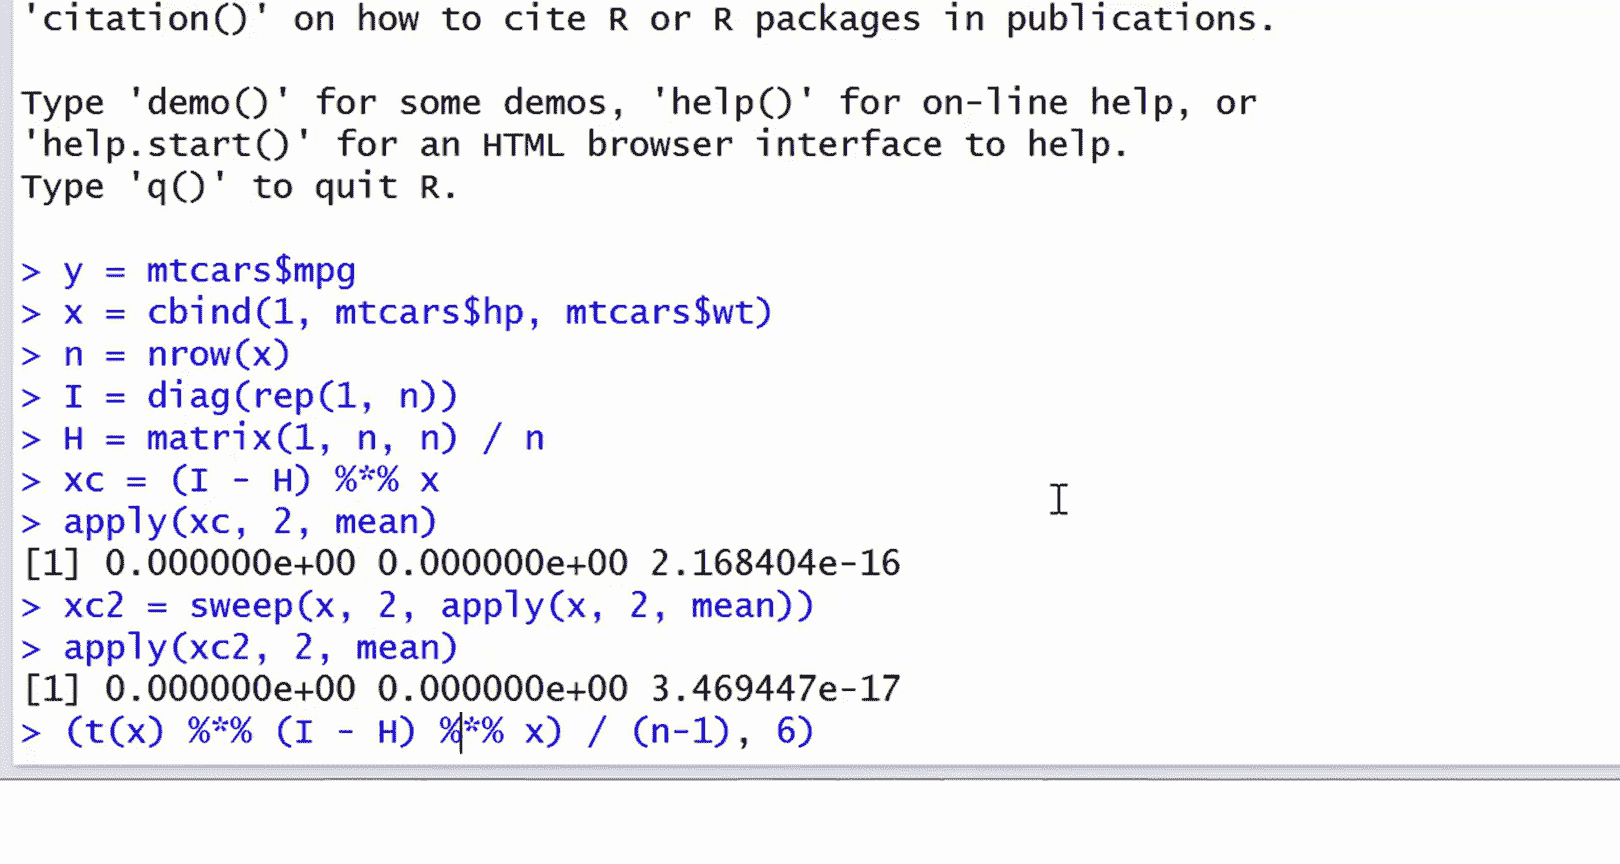 'citation()' on how to cite R or R packages in publications.
Type 'demo()' for some demos, 'help()' for on-line help, or
'help.start()' for an HTML browser interface to help.
Type 'q()' to quit R.
> y = mtcars$mpg
> x = cbind(1, mtcars$hp, mtcars$wt)
> n = nrow(x)
> I = diag(rep(1, n))
> H = matrix(1, n, n) / n
> xc = (I - H) %*% x
> apply(xc, 2, mean)
[1] 0.000000e+00 0.000000e+00 2.168404e-16
> xc2 = sweep(x, 2, apply(x, 2, mean))
> apply(xc2, 2, mean)
[1] 0.000000e+00 0.000000e+00 3.469447e-17
> (t(x) %*% (I - H) %*% x) / (n-1), 6)